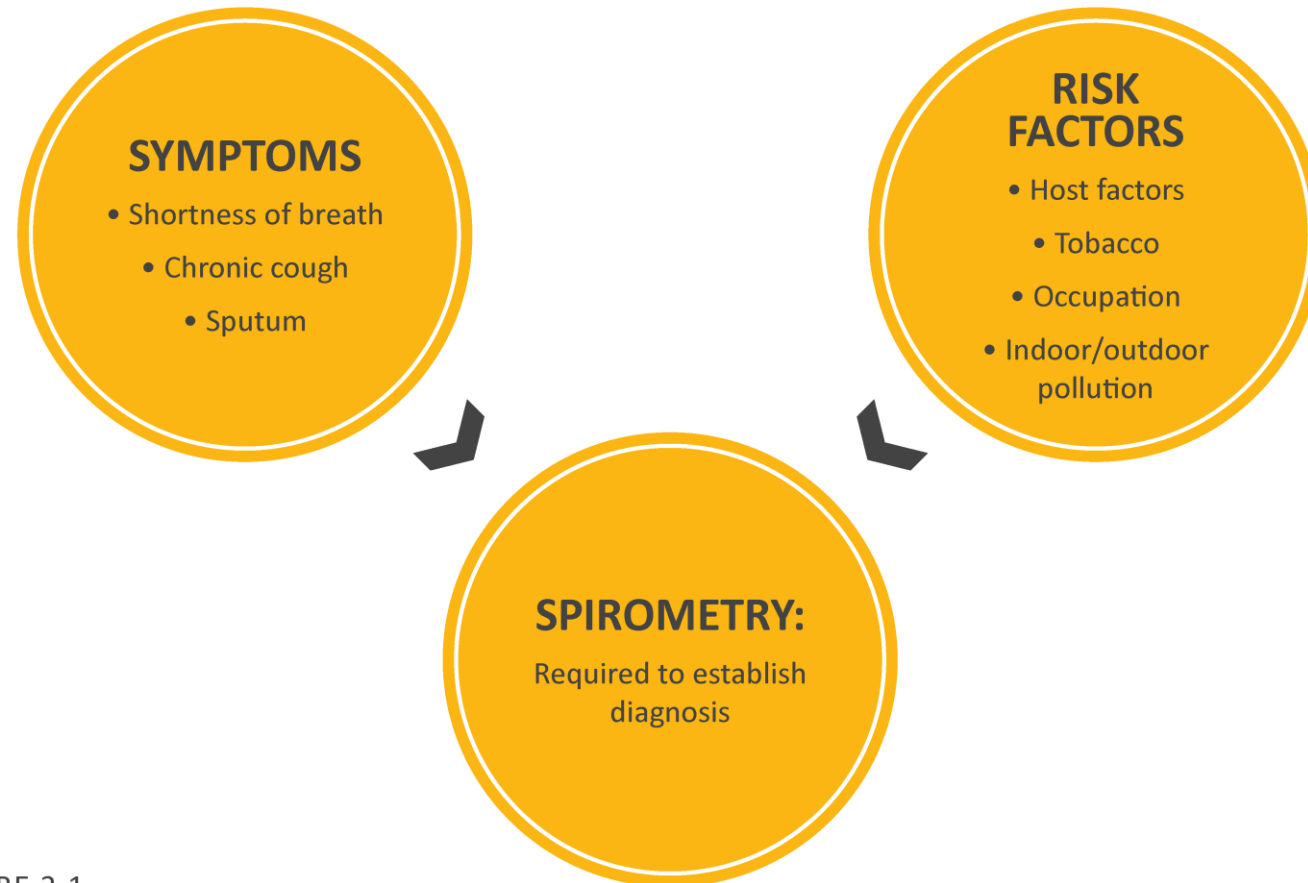 SYMPTOMS
• Shortness of breath
• Chronic cough
• Sputum
RISK
FACTORS
• Host factors
• Tobacco
• Occupation
• Indoor/outdoor
pollution
SPIROMETRY:
Required to establish
diagnosis